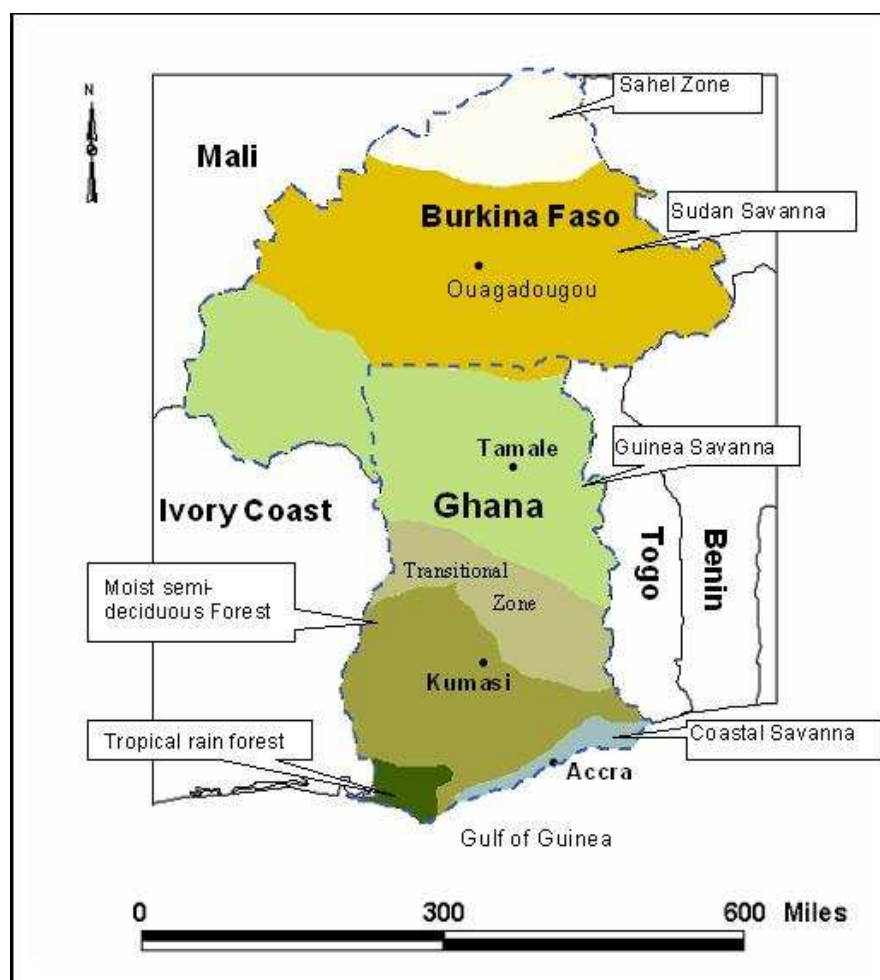 Sahel Zone
N
Mali
Burkina Faso
Sudan Savanna
Ouagadougou
Tamale
Guinea Savanna
Ivory Coast
Ghana
Togo
Benin
Transitional
Zone
Moist semi-
deciduous Forest
Kumasi
Tropical rain forest
Coastal Savanna
Accra
Gulf of Guinea
0 300 600 Miles